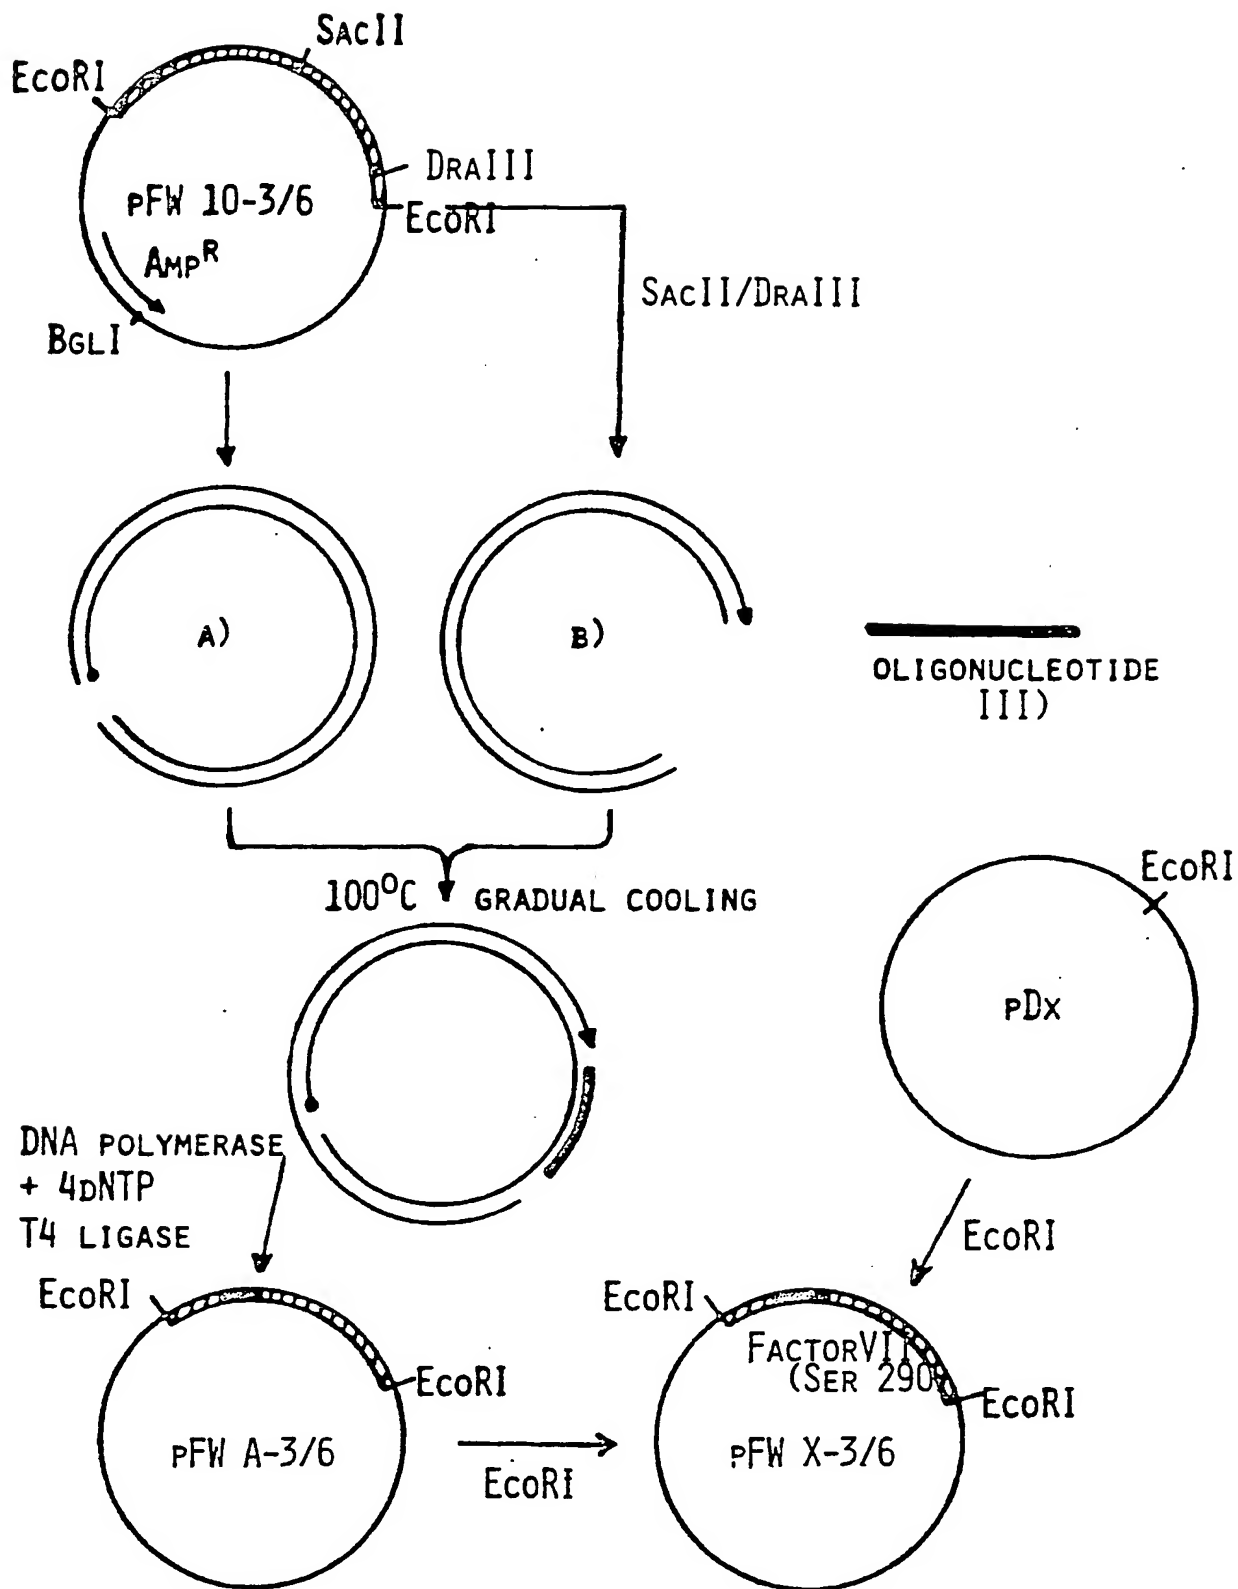 SacII
EcoRI
DraIII
pFW 10-3/6
EcoRI
AmpR
SacII/DraIII
BglI
A)
B)
OLIGONUCLEOTIDE
III)
100°C GRADUAL COOLING
EcoRI
pDx
DNA POLYMERASE
+ 4dNTP
T4 LIGASE
EcoRI
EcoRI
EcoRI
FACTOR VII
(SER 290)
EcoRI
EcoRI
pFW A-3/6
pFW X-3/6
EcoRI